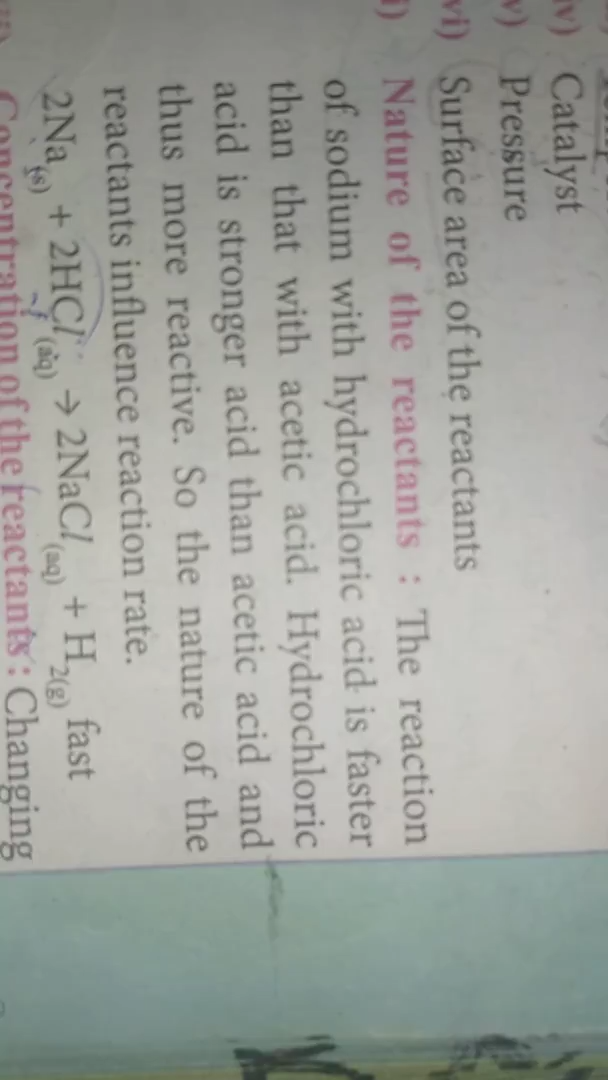 iv) Catalyst
v) Pressure
vi) Surface area of the reactants
i) Nature of the reactants : The reaction
of sodium with hydrochloric acid is faster
than that with acetic acid. Hydrochloric
acid is stronger acid than acetic acid and
thus more reactive. So the nature of the
reactants influence reaction rate.
2Na(s) + 2HCl(aq) → 2NaCl(aq) + H2(g) fast
Concentration of the reactants : Changing